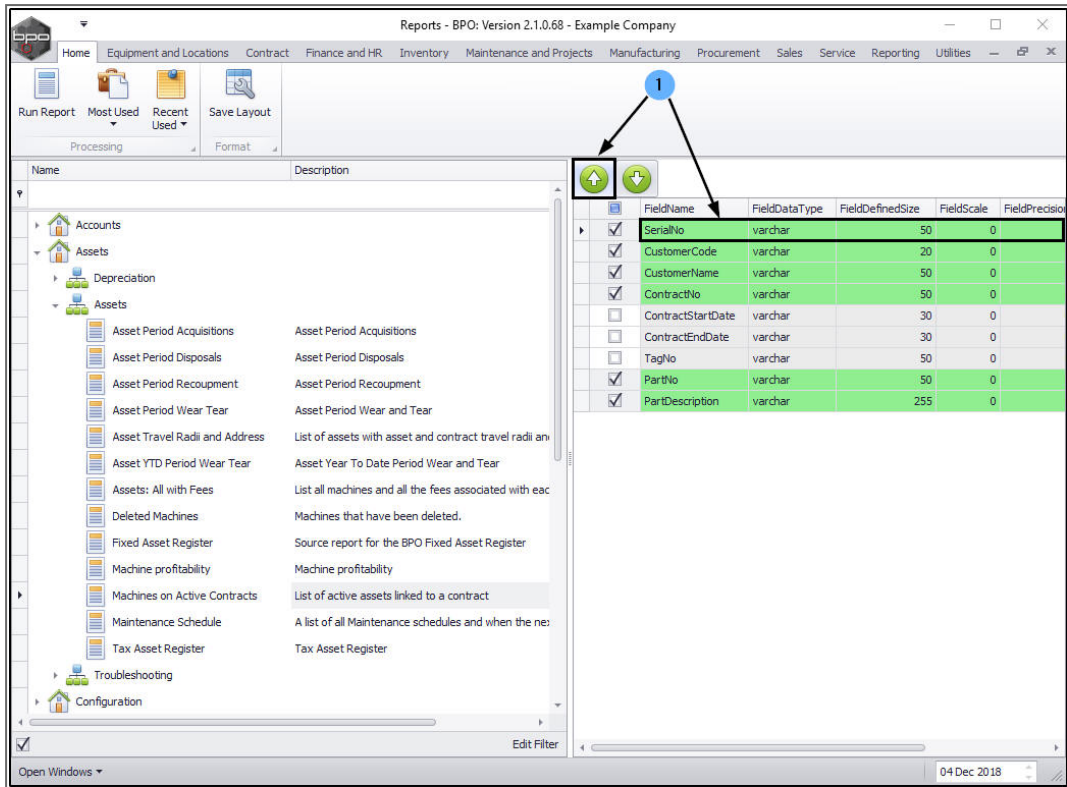 bpo
Reports - BPO: Version 2.1.0.68 - Example Company
Home Equipment and Locations Contract Finance and HR Inventory Maintenance and Projects Manufacturing Procurement Sales Service Reporting Utilities
Run Report Most Used Recent Used Save Layout
Processing Format
1
Name Description
FieldName FieldDataType FieldDefinedSize FieldScale FieldPrecision
SerialNo varchar 50 0
Accounts
CustomerCode varchar 20 0
Assets
CustomerName varchar 50 0
Depreciation
ContractNo varchar 50 0
Assets
ContractStartDate varchar 30 0
Asset Period Acquisitions Asset Period Acquisitions
ContractEndDate varchar 30 0
Asset Period Disposals Asset Period Disposals
TagNo varchar 50 0
Asset Period Recoupment Asset Period Recoupment
PartNo varchar 50 0
Asset Period Wear Tear Asset Period Wear and Tear
PartDescription varchar 255 0
Asset Travel Radii and Address List of assets with asset and contract travel radii an
Asset YTD Period Wear Tear Asset Year To Date Period Wear and Tear
Assets: All with Fees List all machines and all the fees associated with eac
Deleted Machines Machines that have been deleted.
Fixed Asset Register Source report for the BPO Fixed Asset Register
Machine profitability Machine profitability
Machines on Active Contracts List of active assets linked to a contract
Maintenance Schedule A list of all Maintenance schedules and when the nex
Tax Asset Register Tax Asset Register
Troubleshooting
Configuration
Edit Filter
Open Windows 04 Dec 2018